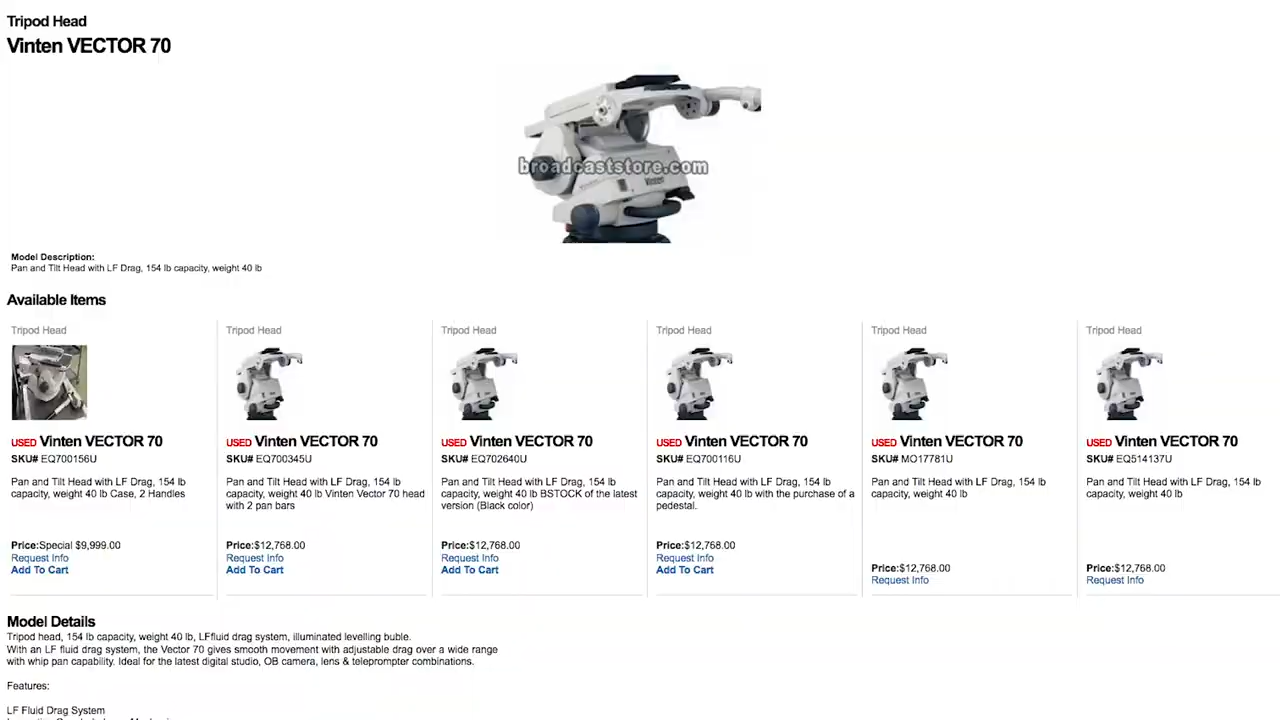 Tripod Head
Vinten VECTOR 70
broadcaststore.com
Vinten
Model Description:
Pan and Tilt Head with LF Drag, 154 lb capacity, weight 40 lb
Available Items
Tripod Head
USED Vinten VECTOR 70
SKU# EQ700156U
Pan and Tilt Head with LF Drag, 154 lb
capacity, weight 40 lb Case, 2 Handles
Price:Special $9,999.00
Request Info
Add To Cart
Tripod Head
USED Vinten VECTOR 70
SKU# EQ700345U
Pan and Tilt Head with LF Drag, 154 lb
capacity, weight 40 lb Vinten Vector 70 head
with 2 pan bars
Price:$12,768.00
Request Info
Add To Cart
Tripod Head
USED Vinten VECTOR 70
SKU# EQ702640U
Pan and Tilt Head with LF Drag, 154 lb
capacity, weight 40 lb BSTOCK of the latest
version (Black color)
Price:$12,768.00
Request Info
Add To Cart
Tripod Head
USED Vinten VECTOR 70
SKU# EQ700116U
Pan and Tilt Head with LF Drag, 154 lb
capacity, weight 40 lb with the purchase of a
pedestal.
Price:$12,768.00
Request Info
Add To Cart
Tripod Head
USED Vinten VECTOR 70
SKU# MO17781U
Pan and Tilt Head with LF Drag, 154 lb
capacity, weight 40 lb
Price:$12,768.00
Request Info
Tripod Head
USED Vinten VECTOR 70
SKU# EQ514137U
Pan and Tilt Head with LF Drag, 154 lb
capacity, weight 40 lb
Price:$12,768.00
Request Info
Model Details
Tripod head, 154 lb capacity, weight 40 lb, LFfluid drag system, illuminated levelling buble.
With an LF fluid drag system, the Vector 70 gives smooth movement with adjustable drag over a wide range
with whip pan capability. Ideal for the latest digital studio, OB camera, lens & teleprompter combinations.
Features:
LF Fluid Drag System